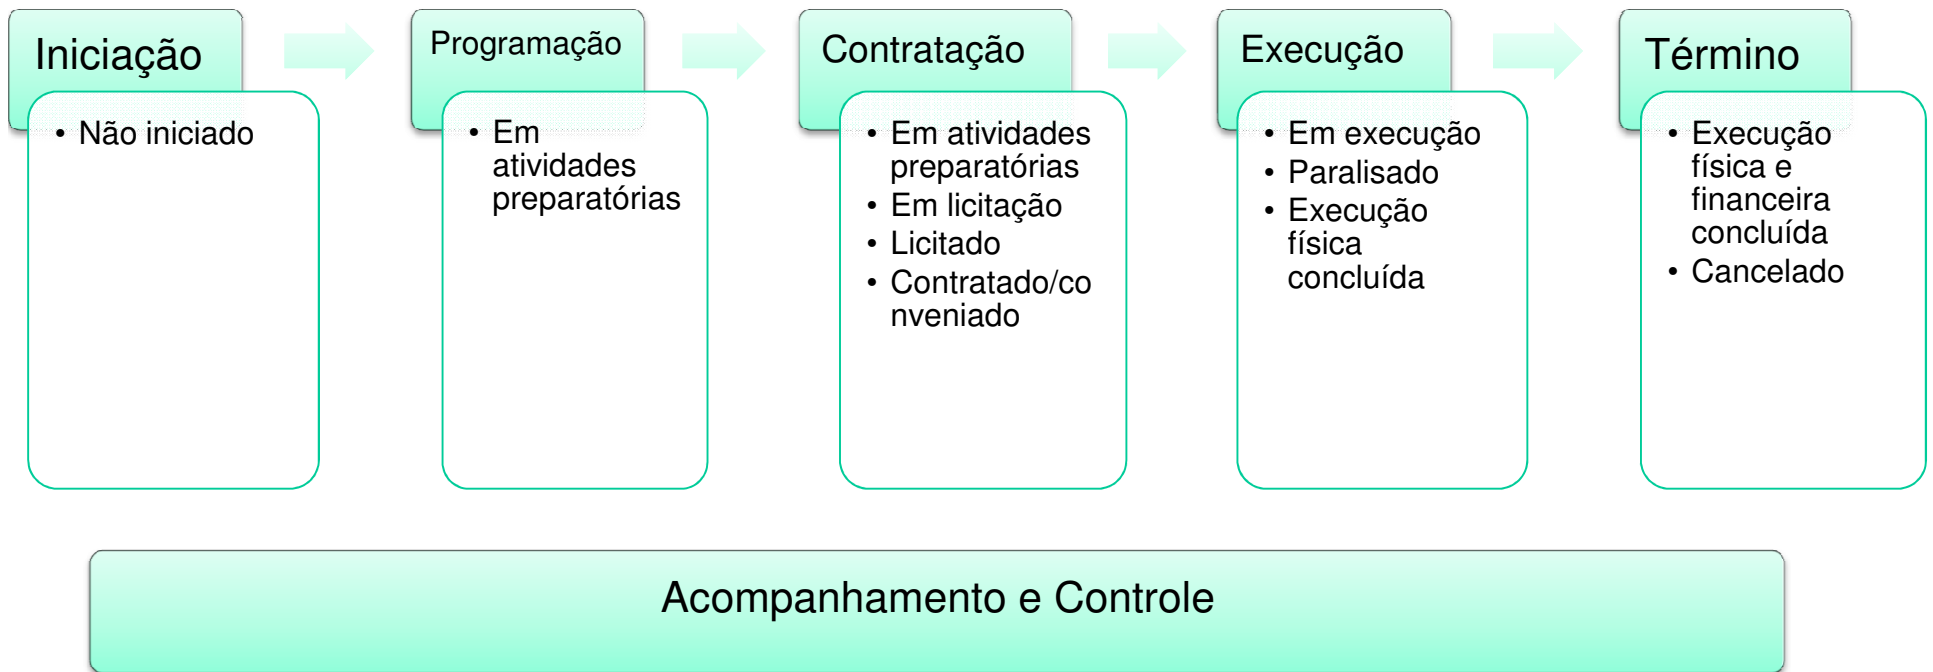 Iniciação
• Não iniciado
Programação
• Em
atividades
preparatórias
Contratação
• Em atividades
preparatórias
• Em licitação
• Licitado
• Contratado/co
nveniado
Execução
• Em execução
• Paralisado
• Execução
física
concluída
Término
• Execução
física e
financeira
concluída
• Cancelado
Acompanhamento e Controle